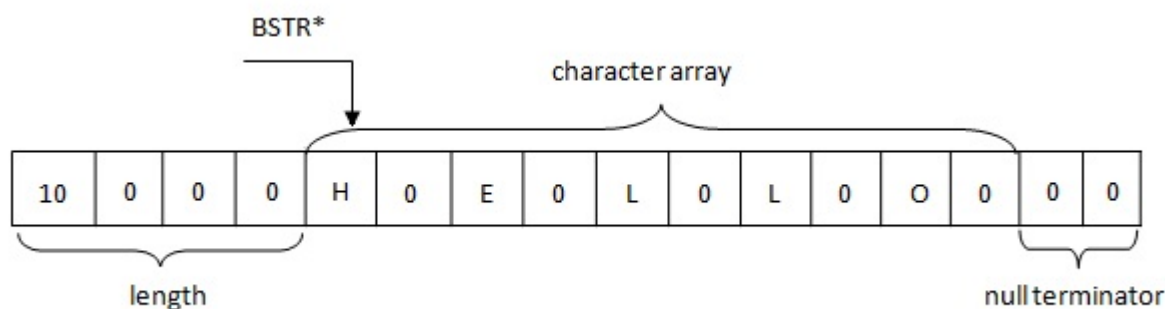 BSTR*
character array
10 0 0 0 H 0 E 0 L 0 L 0 O 0 0 0
length
null terminator